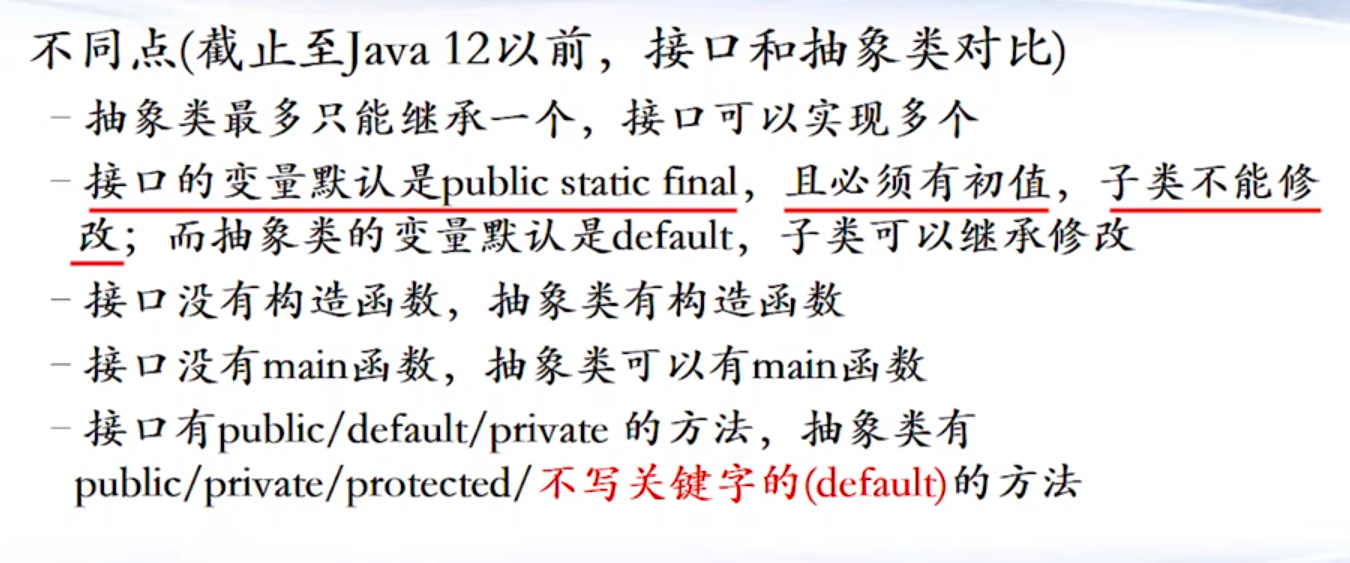 不同点(截止至Java 12以前，接口和抽象类对比)
– 抽象类最多只能继承一个，接口可以实现多个
– 接口的变量默认是public static final，且必须有初值，子类不能修
改；而抽象类的变量默认是default，子类可以继承修改
– 接口没有构造函数，抽象类有构造函数
– 接口没有main函数，抽象类可以有main函数
– 接口有public/default/private 的方法，抽象类有
public/private/protected/不写关键字的(default)的方法